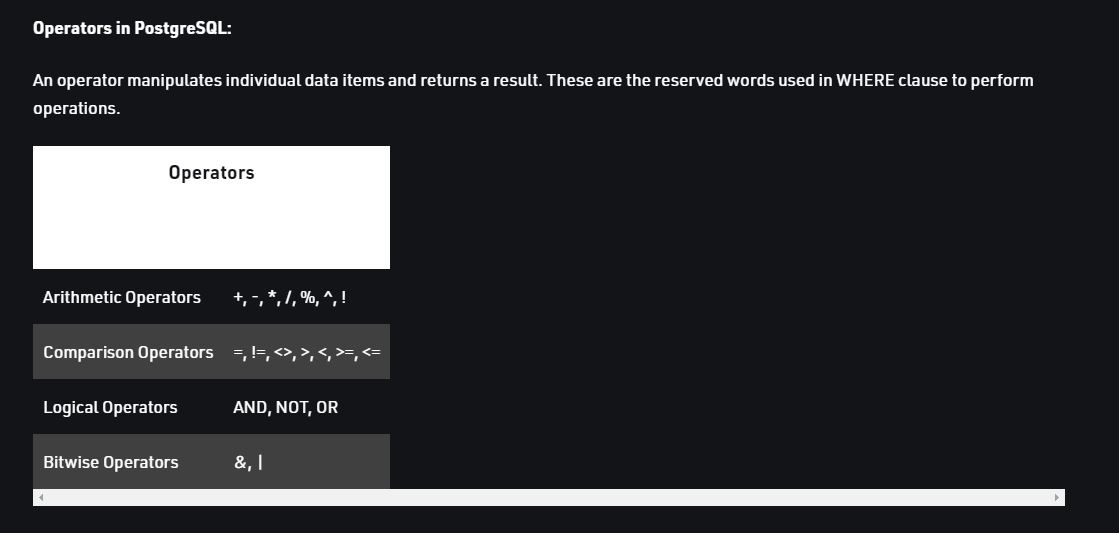 Operators in PostgreSQL:
An operator manipulates individual data items and returns a result. These are the reserved words used in WHERE clause to perform
operations.
Operators
Arithmetic Operators +, -, *, /, %, ^, !
Comparison Operators =, !=, <>, >, <, >=, <=
Logical Operators AND, NOT, OR
Bitwise Operators &, |